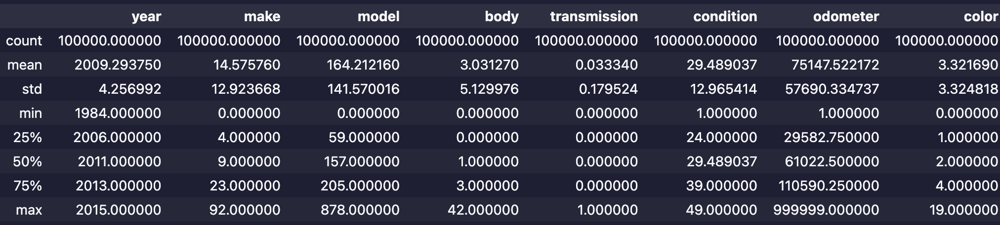 year make model body transmission condition odometer color
count 100000.000000 100000.000000 100000.000000 100000.000000 100000.000000 100000.000000 100000.000000 100000.000000
mean 2009.293750 14.575760 164.212160 3.031270 0.033340 29.489037 75147.522172 3.321690
std 4.256992 12.923668 141.570016 5.129976 0.179524 12.965414 57690.334737 3.324818
min 1984.000000 0.000000 0.000000 0.000000 0.000000 1.000000 1.000000 0.000000
25% 2006.000000 4.000000 59.000000 0.000000 0.000000 24.000000 29582.750000 1.000000
50% 2011.000000 9.000000 157.000000 1.000000 0.000000 29.489037 61022.500000 2.000000
75% 2013.000000 23.000000 205.000000 3.000000 0.000000 39.000000 110590.250000 4.000000
max 2015.000000 92.000000 878.000000 42.000000 1.000000 49.000000 999999.000000 19.000000